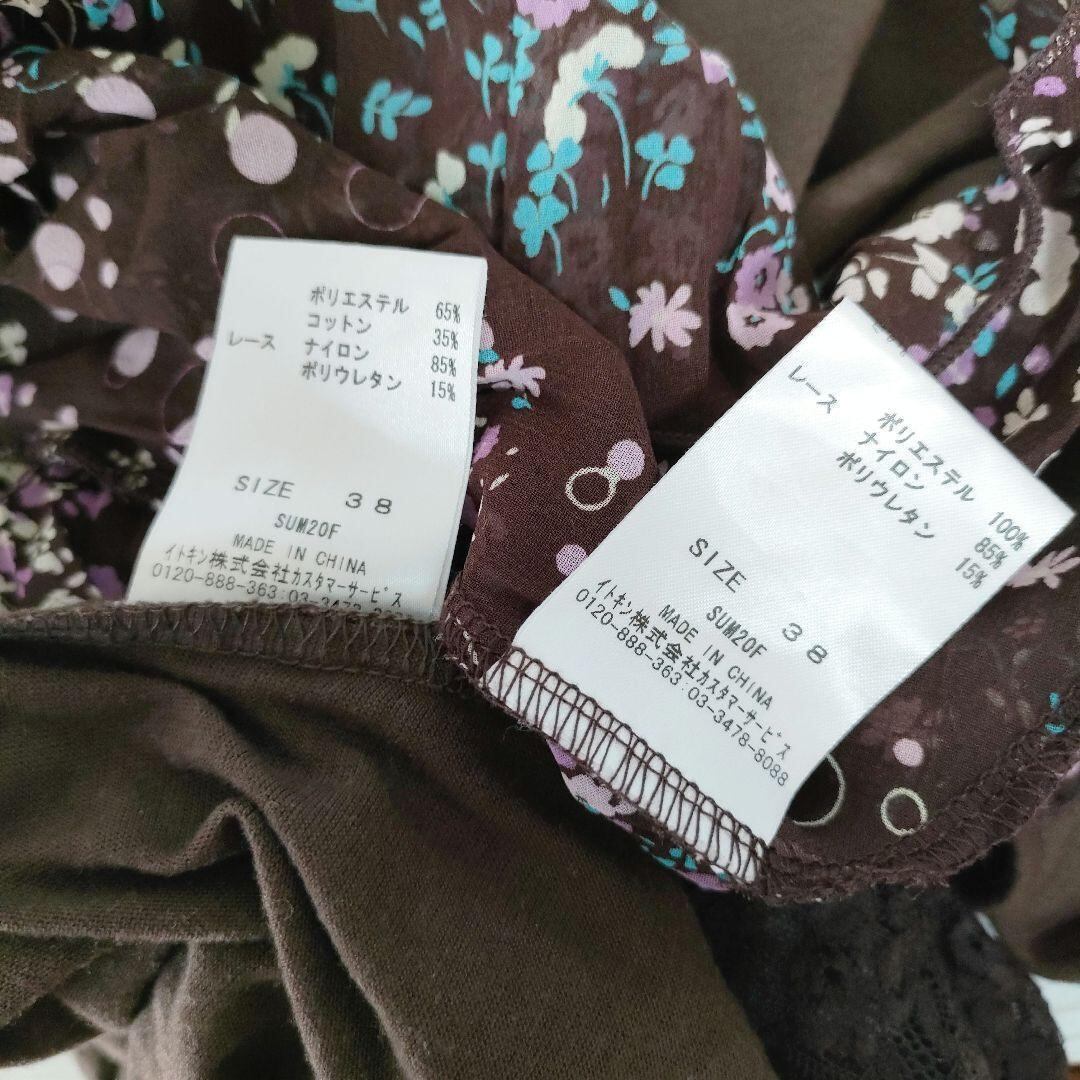 ポリエステル 65%
コットン 35%
レース ナイロン 85%
ポリウレタン 15%
SIZE 38
SUM20F
MADE IN CHINA
イトキン株式会社カスタマーサービス
0120-888-363:03-3478-
レース ポリエステル 100%
ナイロン 85%
ポリウレタン 15%
SIZE 38
SUM20F
MADE IN CHINA
イトキン株式会社カスタマーサービス
0120-888-363:03-3478-8088